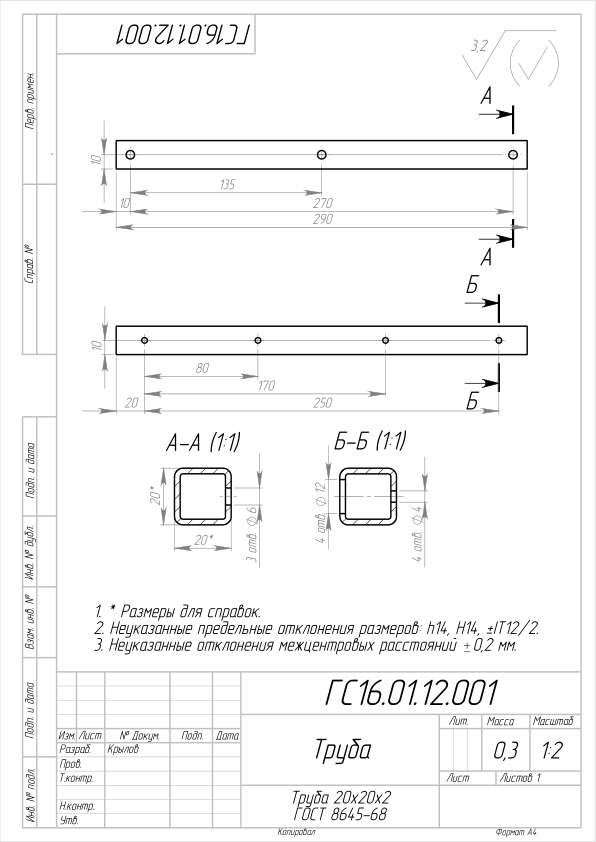 ГС16.01.12.001
3,2
Перв. примен.
Справ. №
Подп. и дата
Инв. № дубл.
Взам. инв. №
Подп. и дата
Инв. № подл.
А
10
135
10
270
290
А
Б
10
80
170
20
250
Б
А–А (1:1)
Б–Б (1:1)
20*
20*
3 отв. ∅ 6
4 отв. ∅ 12
4 отв. ∅ 4
1. * Размеры для справок.
2. Неуказанные предельные отклонения размеров: h14, H14, ±IT12/2.
3. Неуказанные отклонения межцентровых расстояний ±0,2 мм.
ГС16.01.12.001
Изм. Лист № Докум. Подп. Дата
Разраб. Крылов
Пров.
Т.контр.
Н.контр.
Утв.
Труба
Лит. Масса Масштаб
0,3 1:2
Лист Листов 1
Труба 20х20х2
ГОСТ 8645–68
Копировал Формат А4